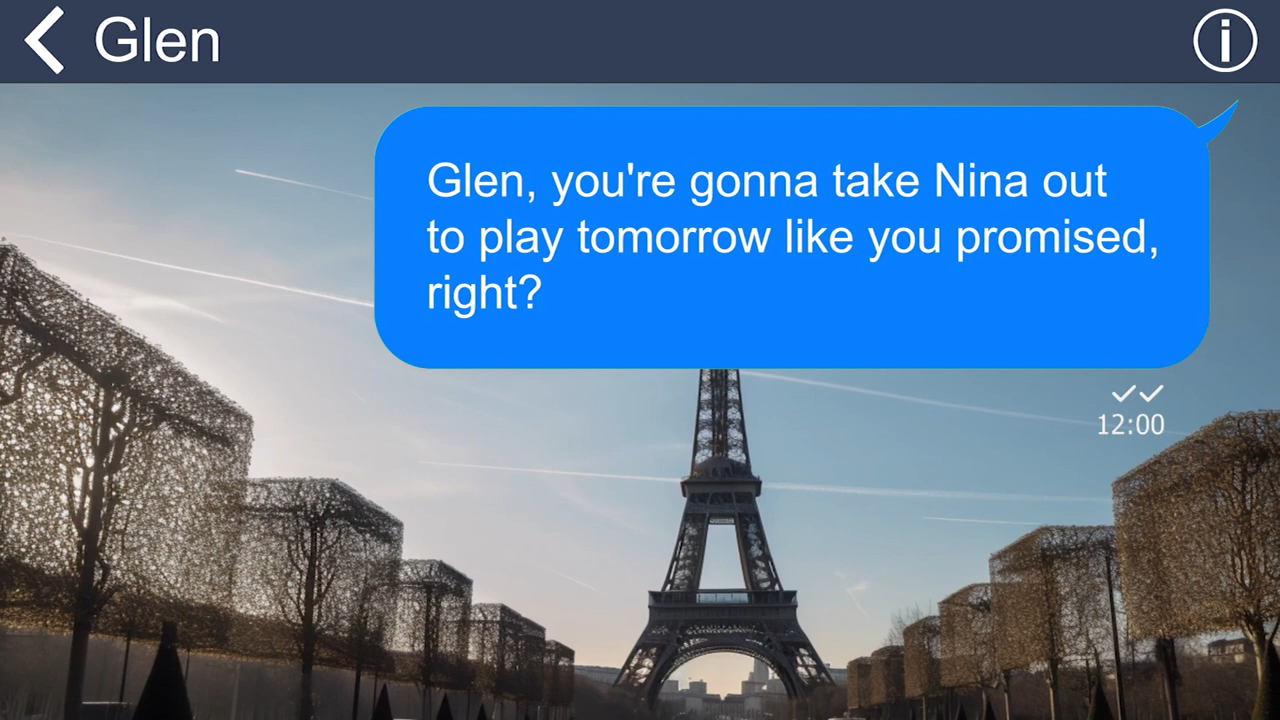 Glen
Glen, you're gonna take Nina out
to play tomorrow like you promised,
right?
12:00